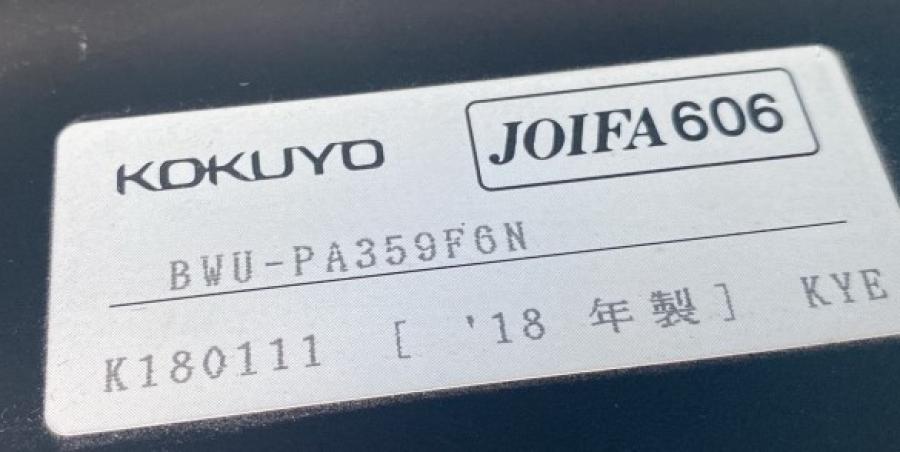 KOKUYO
JOIFA606
BWU-PA359F6N
K180111 [ '18 年製] KYE